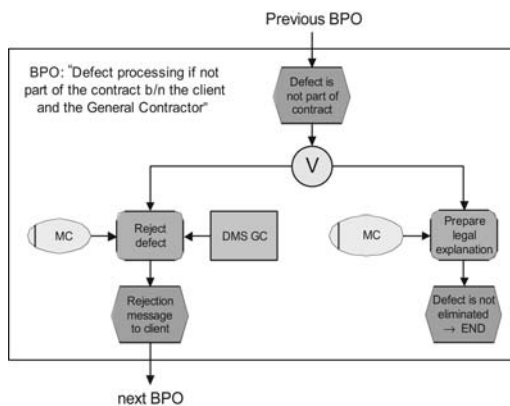 Previous BPO
BPO: "Defect processing if not
part of the contract b/n the client
and the General Contractor"
Defect is
not part of
contract
V
MC
Reject
defect
DMS GC
MC
Prepare
legal
explanation
Rejection
message
to client
Defect is not
eliminated
→ END
next BPO